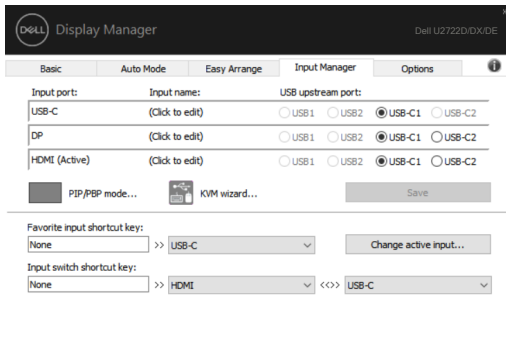 DELL Display Manager Dell U2722D/DX/DE
Basic Auto Mode Easy Arrange Input Manager Options
Input port: Input name: USB upstream port:
USB-C (Click to edit) USB1 USB2 USB-C1 USB-C2
DP (Click to edit) USB1 USB2 USB-C1 USB-C2
HDMI (Active) (Click to edit) USB1 USB2 USB-C1 USB-C2
PIP/PBP mode... KVM wizard... Save
Favorite input shortcut key:
None >> USB-C Change active input...
Input switch shortcut key:
None >> HDMI <<>> USB-C